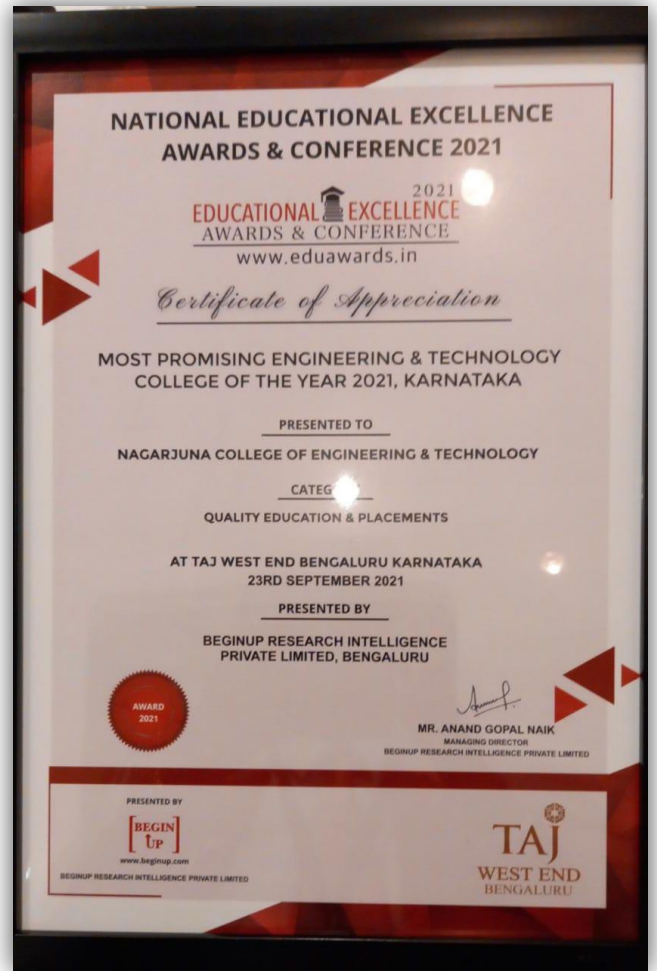 NATIONAL EDUCATIONAL EXCELLENCE
AWARDS & CONFERENCE 2021
2021
EDUCATIONAL EXCELLENCE
AWARDS & CONFERENCE
www.eduawards.in
Certificate of Appreciation
MOST PROMISING ENGINEERING & TECHNOLOGY
COLLEGE OF THE YEAR 2021, KARNATAKA
PRESENTED TO
NAGARJUNA COLLEGE OF ENGINEERING & TECHNOLOGY
QUALITY EDUCATION & PLACEMENTS
AT TAJ WEST END BENGALURU KARNATAKA
23RD SEPTEMBER 2021
PRESENTED BY
BEGINUP RESEARCH INTELLIGENCE
PRIVATE LIMITED, BENGALURU
AWARD
2021
MR. ANAND GOPAL NAIK
MANAGING DIRECTOR
BEGINUP RESEARCH INTELLIGENCE PRIVATE LIMITED
PRESENTED BY
BEGIN
UP
www.beginup.com
BEGINUP RESEARCH INTELLIGENCE PRIVATE LIMITED
TAJ
WEST END
BENGALURU